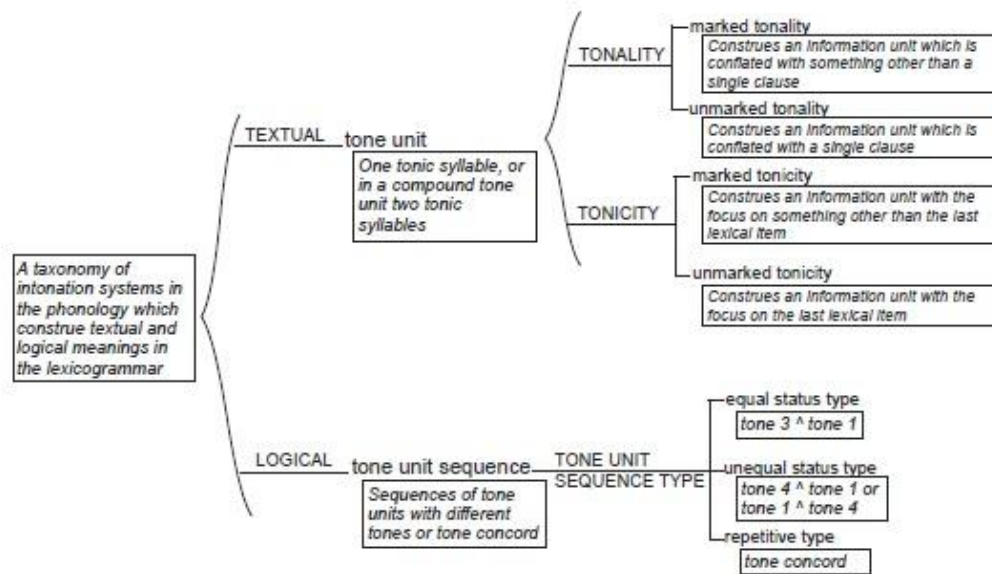 marked tonality
Construes an information unit which is
conflated with something other than a
single clause
TONALITY
unmarked tonality
Construes an information unit which is
conflated with a single clause
TEXTUAL
tone unit
One tonic syllable, or
in a compound tone
unit two tonic
syllables
marked tonicity
Construes an information unit with the
focus on something other than the last
lexical item
TONICITY
unmarked tonicity
Construes an information unit with the
focus on the last lexical item
A taxonomy of
intonation systems in
the phonology which
construe textual and
logical meanings in
the lexicogrammar
LOGICAL
tone unit sequence
Sequences of tone
units with different
tones or tone concord
TONE UNIT
SEQUENCE TYPE
equal status type
tone 3 ^ tone 1
unequal status type
tone 4 ^ tone 1 or
tone 1 ^ tone 4
repetitive type
tone concord